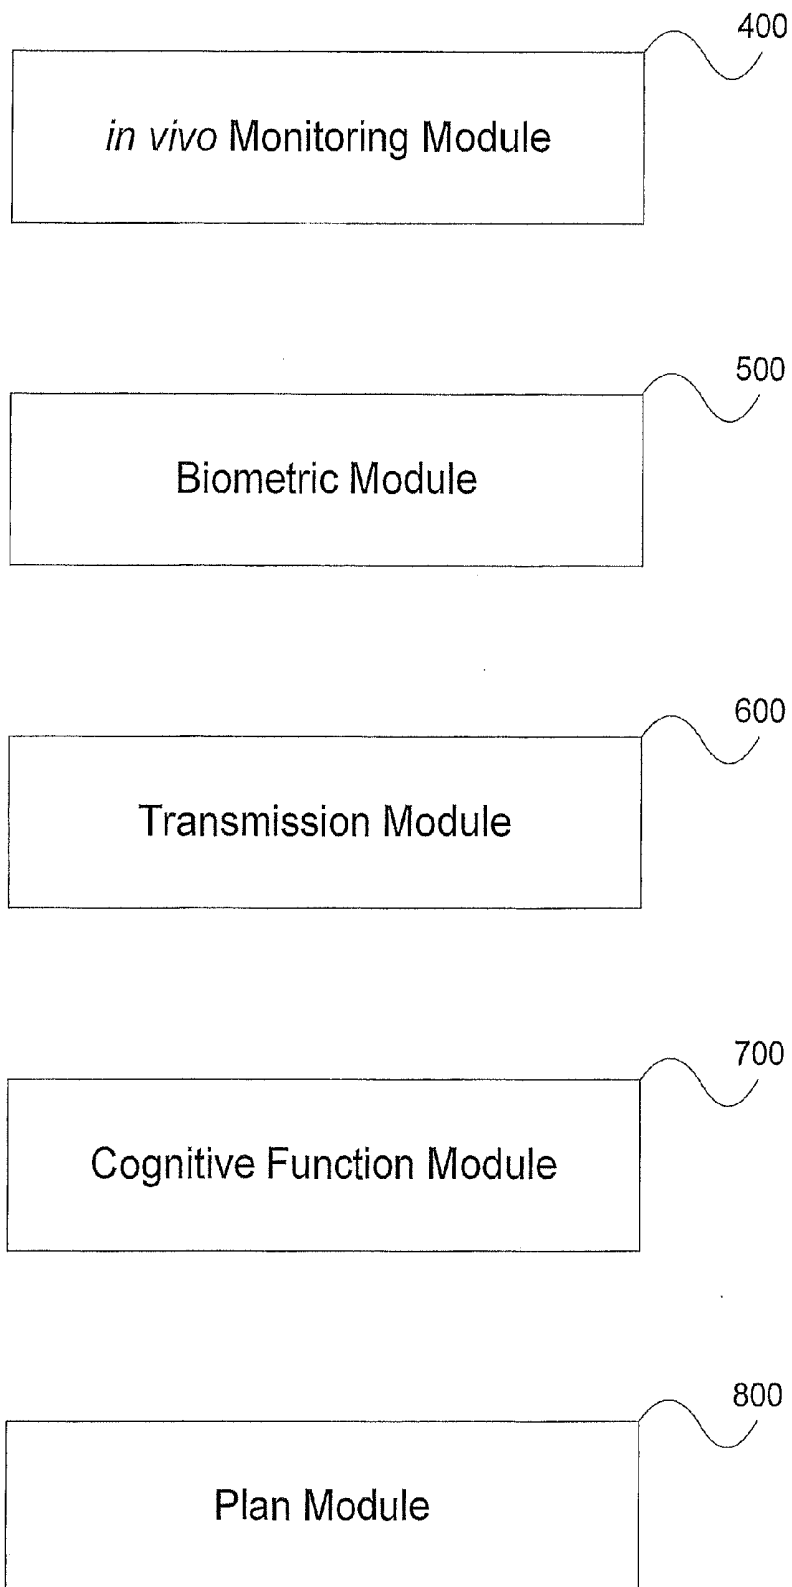 400
in vivo Monitoring Module
500
Biometric Module
600
Transmission Module
700
Cognitive Function Module
800
Plan Module